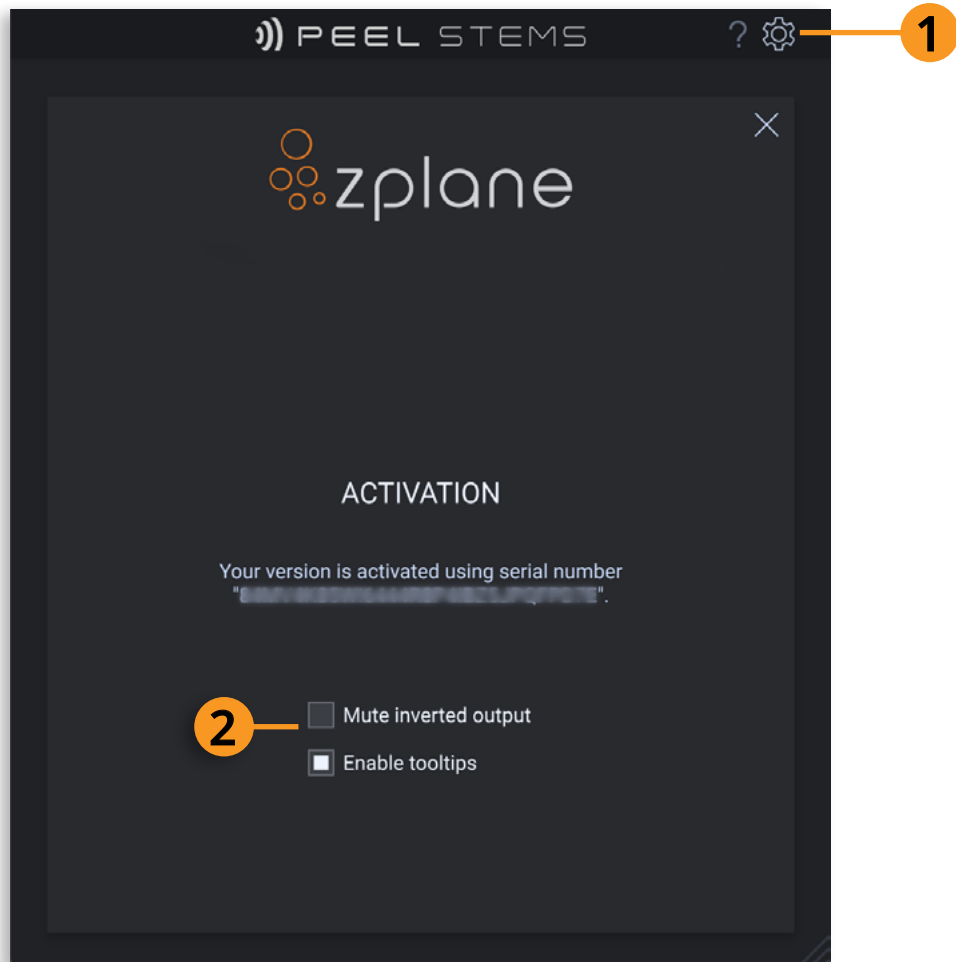 PEEL STEMS ?
1
zplane
ACTIVATION
Your version is activated using serial number
" ".
2
Mute inverted output
Enable tooltips